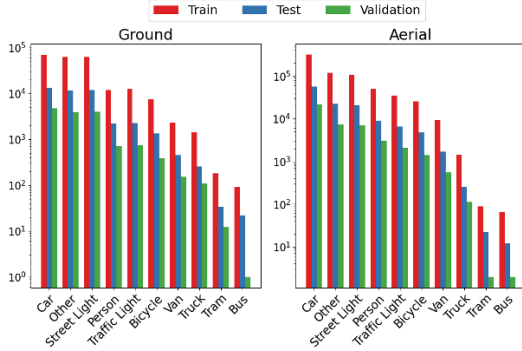 Train Test Validation
Ground Aerial
10^5
10^4
10^3
10^2
10^1
10^0
10^5
10^4
10^3
10^2
10^1
Car Other Street Light Person Traffic Light Bicycle Van Truck Tram Bus
Car Other Street Light Person Traffic Light Bicycle Van Truck Tram Bus